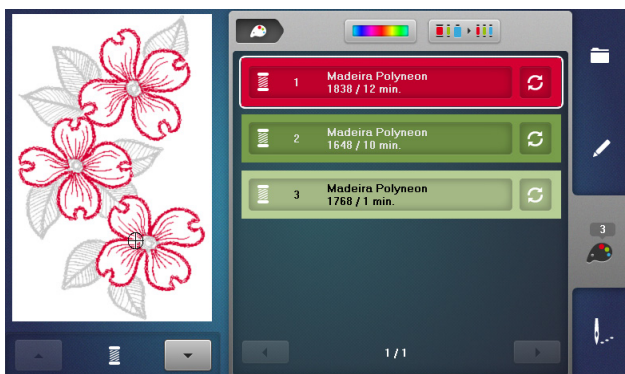 1
Madeira Polyneon
1838 / 12 min.
2
Madeira Polyneon
1648 / 10 min.
3
Madeira Polyneon
1768 / 1 min.
3
1/1